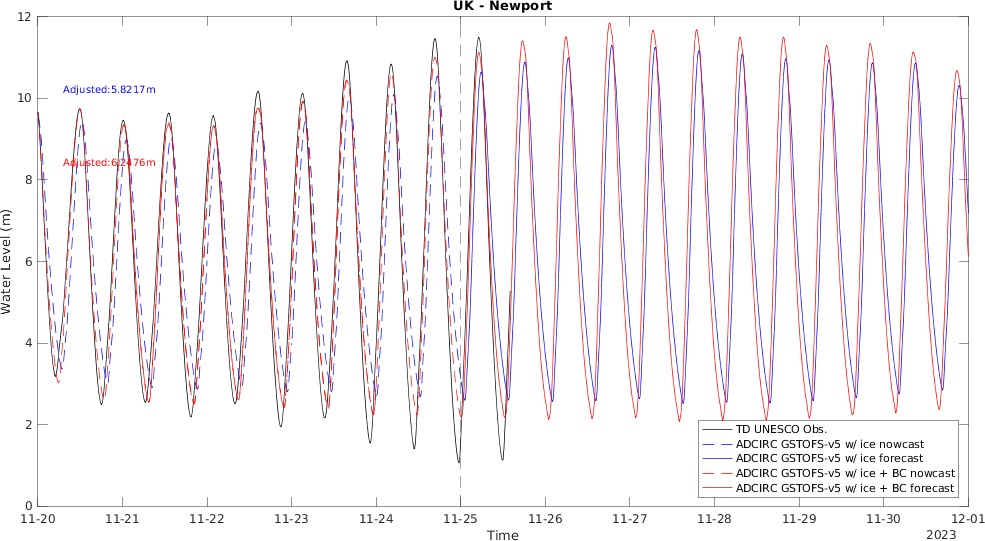 UK - Newport
12
10
8
6
4
2
0
Water Level (m)
Adjusted:5.8217m
Adjusted:6.2476m
TD UNESCO Obs.
ADCIRC GSTOFS-v5 w/ ice nowcast
ADCIRC GSTOFS-v5 w/ ice forecast
ADCIRC GSTOFS-v5 w/ ice + BC nowcast
ADCIRC GSTOFS-v5 w/ ice + BC forecast
11-20 11-21 11-22 11-23 11-24 11-25 11-26 11-27 11-28 11-29 11-30 12-01
Time
2023